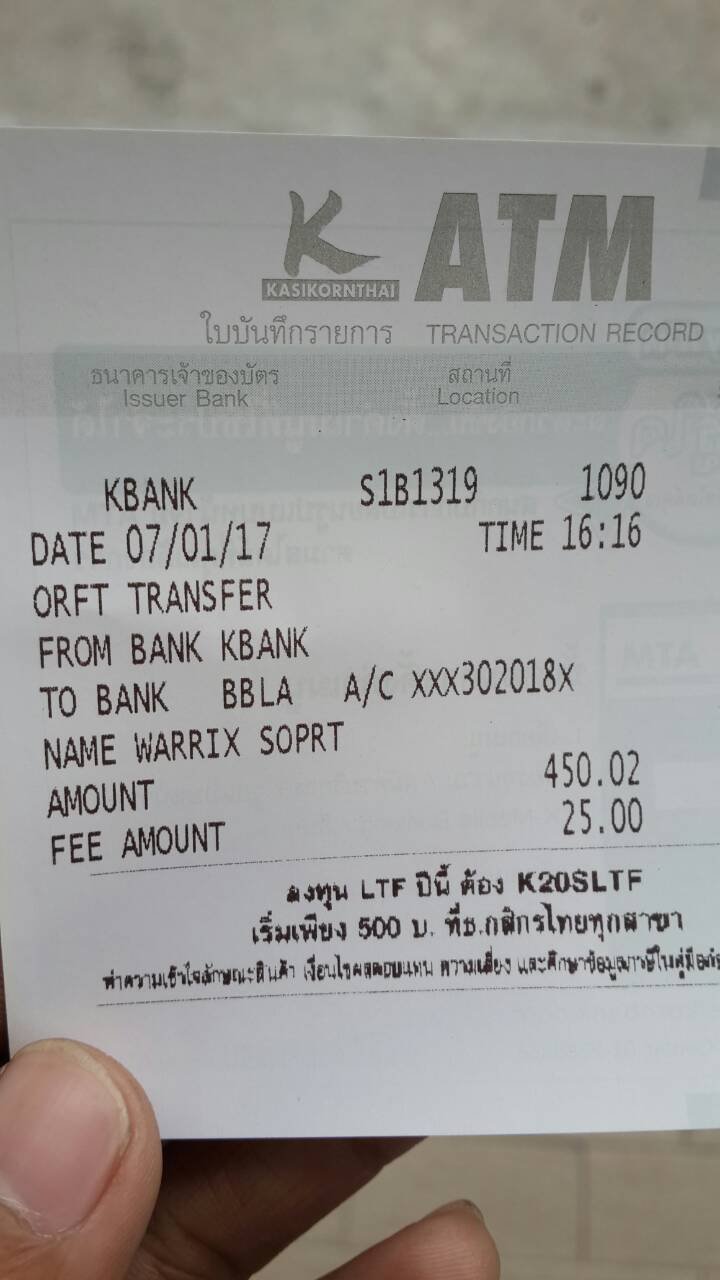 K ATM
KASIKORNTHAI
ใบบันทึกรายการ TRANSACTION RECORD
ธนาคารเจ้าของบัตร สถานที่
Issuer Bank Location
KBANK S1B1319 1090
DATE 07/01/17 TIME 16:16
ORFT TRANSFER
FROM BANK KBANK
TO BANK BBLA A/C XXX302018X
NAME WARRIX SOPRT
AMOUNT 450.02
FEE AMOUNT 25.00
ลงทุน LTF ปีนี้ ต้อง K20SLTF
เริ่มเพียง 500 บ. ที่ธ.กสิกรไทยทุกสาขา
ทำความเข้าใจลักษณะสินค้า เงื่อนไขผลตอบแทน ความเสี่ยง และศึกษาข้อมูลภาษีในคู่มือ